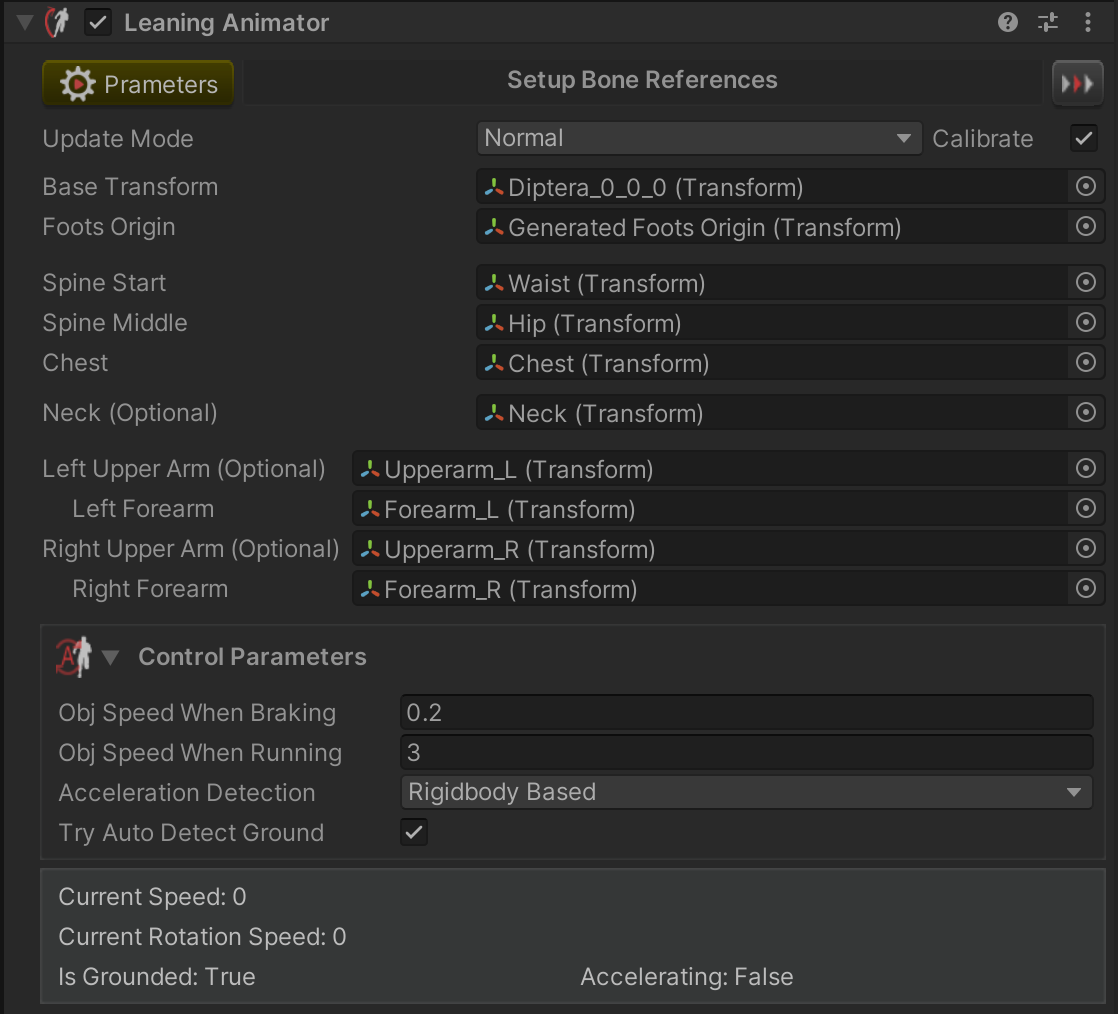 Leaning Animator
Prameters
Setup Bone References
Update Mode Normal Calibrate
Base Transform Diptera_0_0_0 (Transform)
Foots Origin Generated Foots Origin (Transform)
Spine Start Waist (Transform)
Spine Middle Hip (Transform)
Chest Chest (Transform)
Neck (Optional) Neck (Transform)
Left Upper Arm (Optional) Upperarm_L (Transform)
Left Forearm Forearm_L (Transform)
Right Upper Arm (Optional) Upperarm_R (Transform)
Right Forearm Forearm_R (Transform)
Control Parameters
Obj Speed When Braking 0.2
Obj Speed When Running 3
Acceleration Detection Rigidbody Based
Try Auto Detect Ground
Current Speed: 0
Current Rotation Speed: 0
Is Grounded: True Accelerating: False